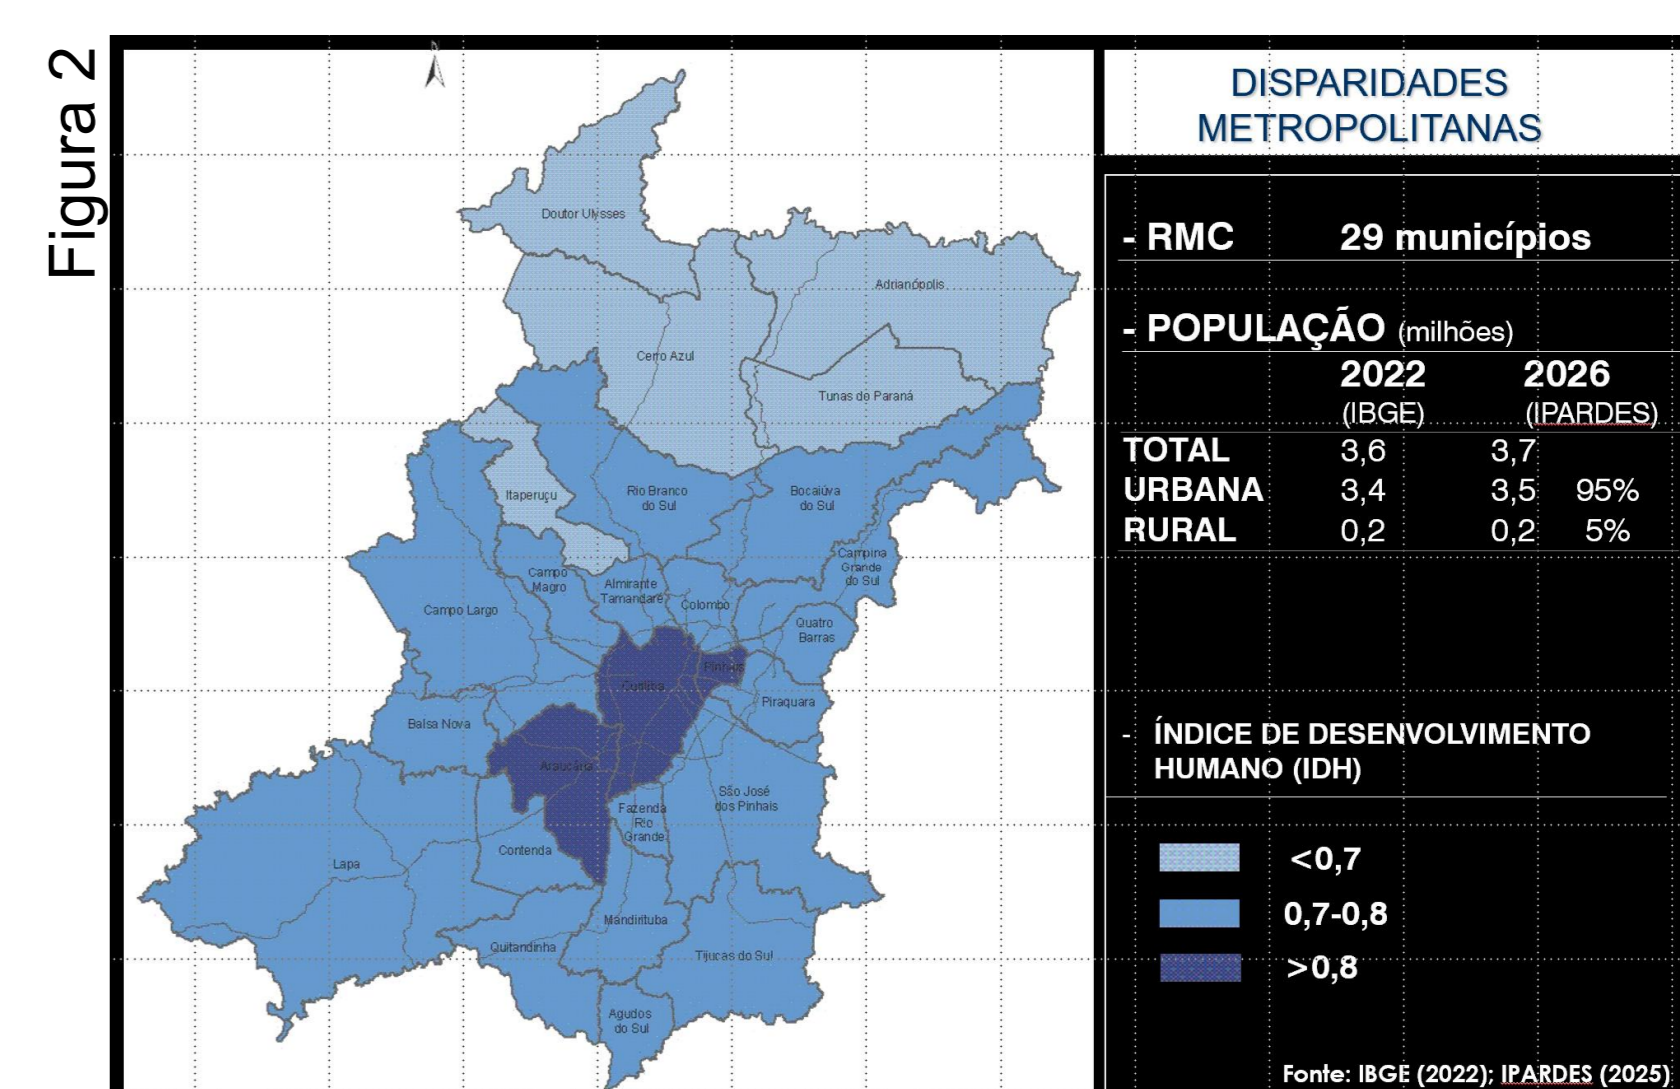 Figura 2
N
Doutor Ulysses
Adrianópolis
Cerro Azul
Tunas do Paraná
Itaperuçu
Rio Branco
do Sul
Bocaiúva
do Sul
Campina
Grande
do Sul
Campo
Magro
Almirante
Tamandaré
Colombo
Campo Largo
Quatro
Barras
Pinhais
Curitiba
Piraquara
Balsa Nova
Araucária
São José
dos Pinhais
Fazenda
Rio
Grande
Contenda
Lapa
Mandirituba
Quitandinha
Tijucas do Sul
Agudos
do Sul
DISPARIDADES
METROPOLITANAS
- RMC 29 municípios
- POPULAÇÃO (milhões)
2022 2026
(IBGE) (IPARDES)
TOTAL 3,6 3,7
URBANA 3,4 3,5 95%
RURAL 0,2 0,2 5%
- ÍNDICE DE DESENVOLVIMENTO
HUMANO (IDH)
<0,7
0,7-0,8
>0,8
Fonte: IBGE (2022); IPARDES (2025)